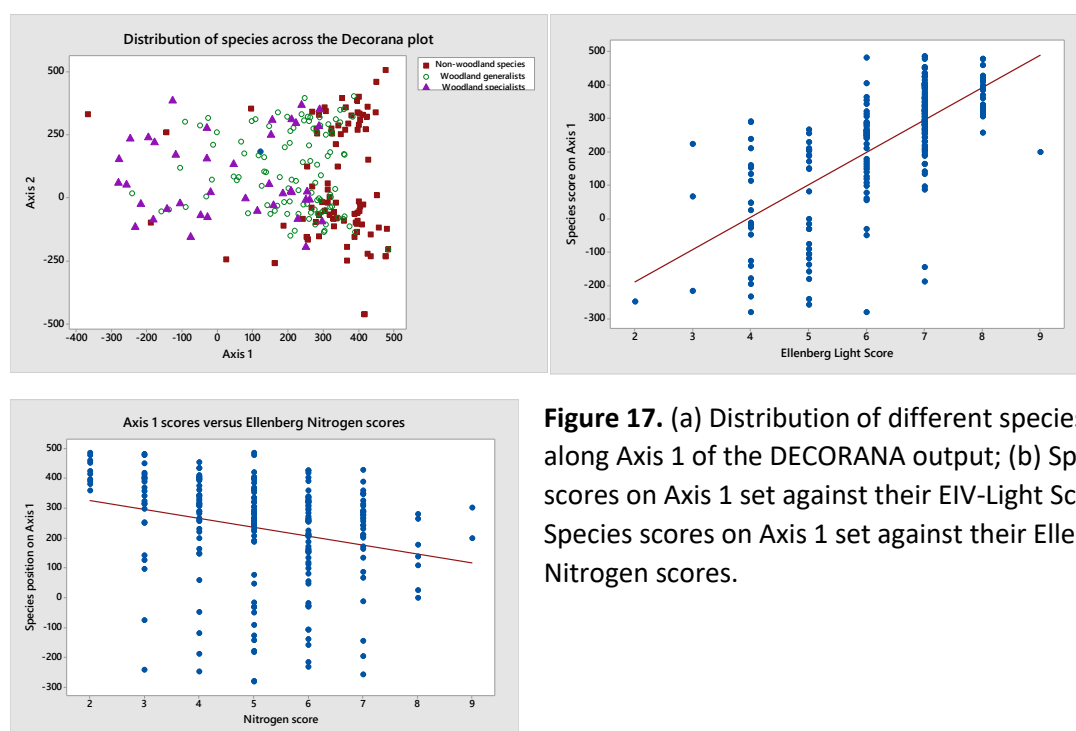 Distribution of species across the Decorana plot
Non-woodland species
Woodland generalists
Woodland specialists
500
250
0
-250
-500
Axis 2
-400 -300 -200 -100 0 100 200 300 400 500
Axis 1
500
400
300
200
100
0
-100
-200
-300
Species score on Axis 1
2 3 4 5 6 7 8 9
Ellenberg Light Score
Axis 1 scores versus Ellenberg Nitrogen scores
500
400
300
200
100
0
-100
-200
-300
Species position on Axis 1
2 3 4 5 6 7 8 9
Nitrogen score
Figure 17. (a) Distribution of different species
along Axis 1 of the DECORANA output; (b) Sp
scores on Axis 1 set against their EIV-Light Sc
Species scores on Axis 1 set against their Elle
Nitrogen scores.